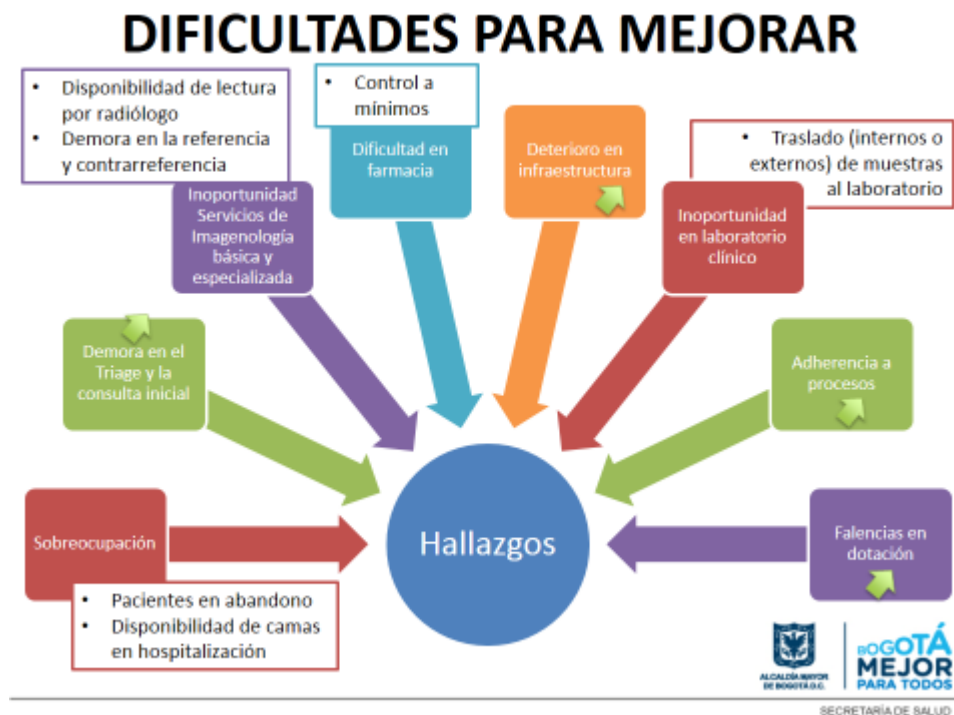 DIFICULTADES PARA MEJORAR
• Disponibilidad de lectura
por radiólogo
• Demora en la referencia
y contrarreferencia
Inoportunidad
Servicios de
Imagenología
básica y
especializada
• Control a
mínimos
Dificultad en
farmacia
Deterioro en
infraestructura
• Traslado (internos o
externos) de muestras
al laboratorio
Inoportunidad
en laboratorio
clínico
Demora en el
Triage y la
consulta inicial
Adherencia a
procesos
Sobreocupación
• Pacientes en abandono
• Disponibilidad de camas
en hospitalización
Hallazgos
Falencias en
dotación
ALCALDÍA MAYOR
DE BOGOTÁ D.C.
BOGOTÁ
MEJOR
PARA TODOS
SECRETARÍA DE SALUD